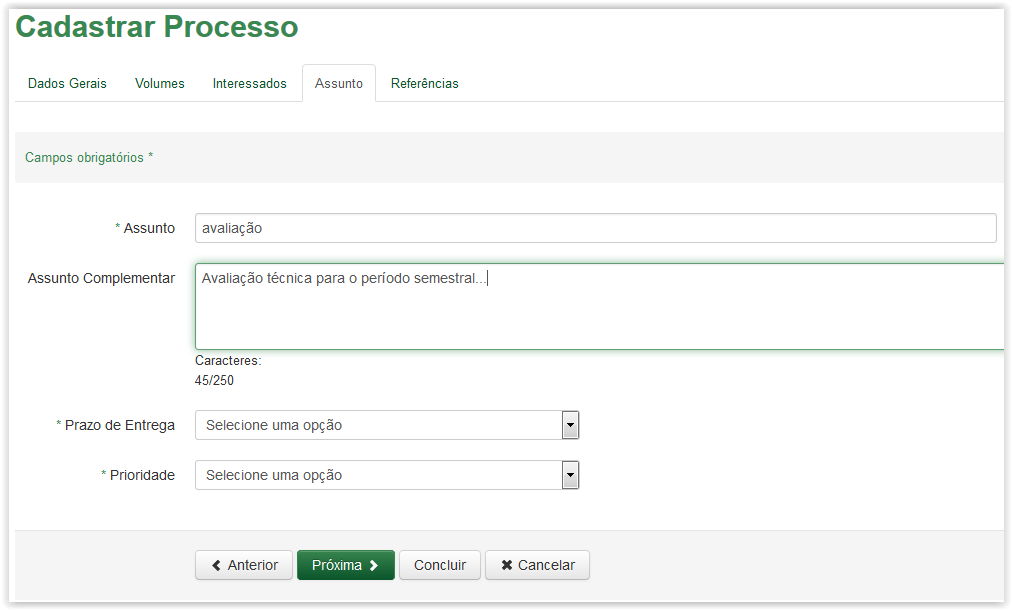 Cadastrar Processo
Dados Gerais Volumes Interessados Assunto Referências
Campos obrigatórios *
* Assunto avaliação
Assunto Complementar Avaliação técnica para o período semestral...
Caracteres:
45/250
* Prazo de Entrega Selecione uma opção
* Prioridade Selecione uma opção
Anterior Próxima Concluir Cancelar